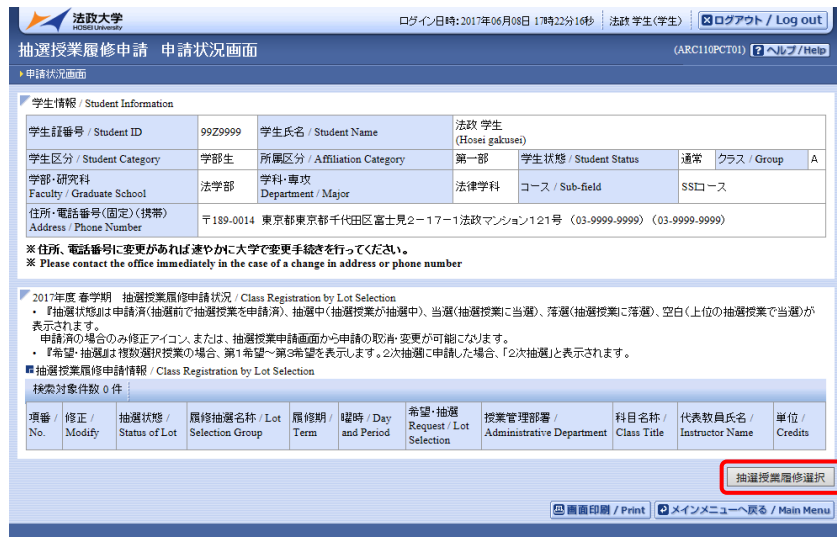 法政大学
HOSEI University
ログイン日時:2017年06月08日 17時22分16秒 法政 学生(学生) ログアウト / Log out
抽選授業履修申請 申請状況画面
(ARC110PCT01) ヘルプ/Help
申請状況画面
学生情報 / Student Information
学生証番号 / Student ID 99Z9999 学生氏名 / Student Name 法政 学生
(Hosei gakusei)
学生区分 / Student Category 学部生 所属区分 / Affiliation Category 第一部 学生状態 / Student Status 通常 クラス / Group A
学部・研究科
Faculty / Graduate School 法学部 学科・専攻
Department / Major 法律学科 コース / Sub-field SSIコース
住所・電話番号(固定)(携帯)
Address / Phone Number 〒189-0014 東京都東京都千代田区富士見2-17-1法政マンション121号 (03-9999-9999) (03-9999-9999)
※住所、電話番号に変更があれば速やかに大学で変更手続きを行ってください。
※ Please contact the office immediately in the case of a change in address or phone number
2017年度 春学期 抽選授業履修申請状況 / Class Registration by Lot Selection
・『抽選状態』は申請済(抽選前で抽選授業を申請済)、抽選中(抽選授業が抽選中)、当選(抽選授業に当選)、落選(抽選授業に落選)、空白(上位の抽選授業で当選)が
表示されます。
申請済の場合のみ修正アイコン、または、抽選授業申請画面から申請の取消・変更が可能になります。
・『希望・抽選』は複数選択授業の場合、第1希望～第3希望を表示します。2次抽選に申請した場合、「2次抽選」と表示されます。
抽選授業履修申請情報 / Class Registration by Lot Selection
検索対象件数 0 件
項番 /
No. 修正 /
Modify 抽選状態 /
Status of Lot 履修抽選名称 / Lot
Selection Group 履修期 /
Term 曜時 / Day
and Period 希望・抽選
Request / Lot
Selection 授業管理部署 /
Administrative Department 科目名称 /
Class Title 代表教員氏名 /
Instructor Name 単位 /
Credits
抽選授業履修選択
画面印刷 / Print メインメニューへ戻る / Main Menu